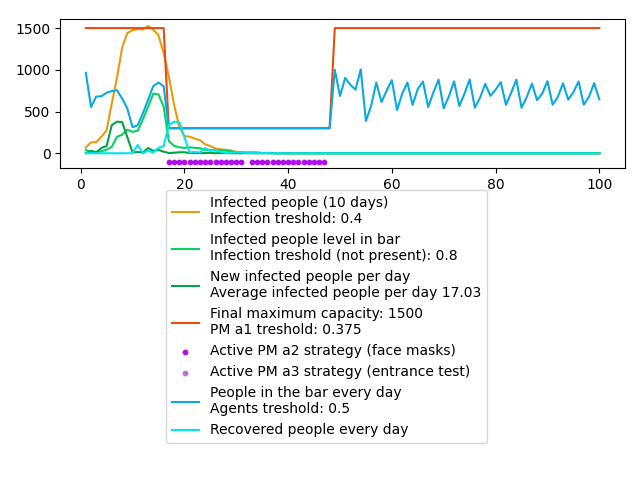 1500
1000
500
0
0 20 40 60 80 100
Infected people (10 days)
Infection treshold: 0.4
Infected people level in bar
Infection treshold (not present): 0.8
New infected people per day
Average infected people per day 17.03
Final maximum capacity: 1500
PM a1 treshold: 0.375
Active PM a2 strategy (face masks)
Active PM a3 strategy (entrance test)
People in the bar every day
Agents treshold: 0.5
Recovered people every day